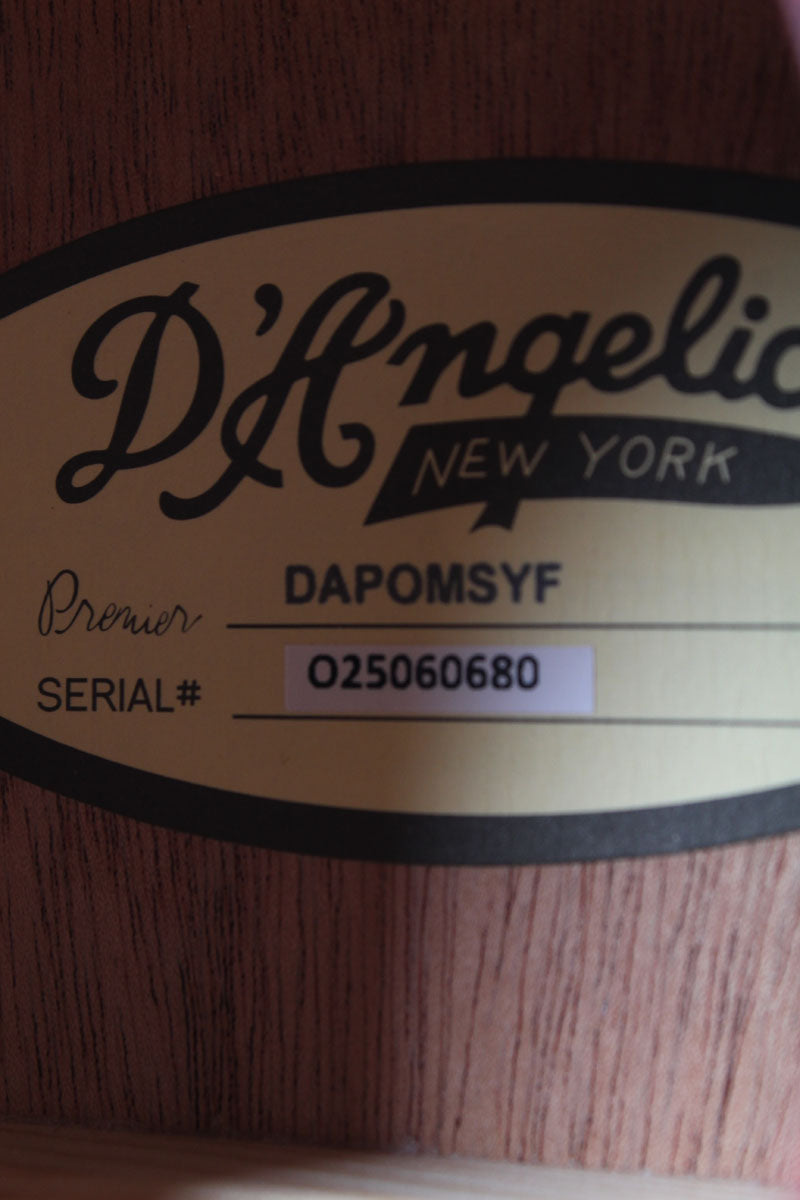 D'Angelic
NEW YORK
Premier DAPOMSYF
SERIAL# O25060680